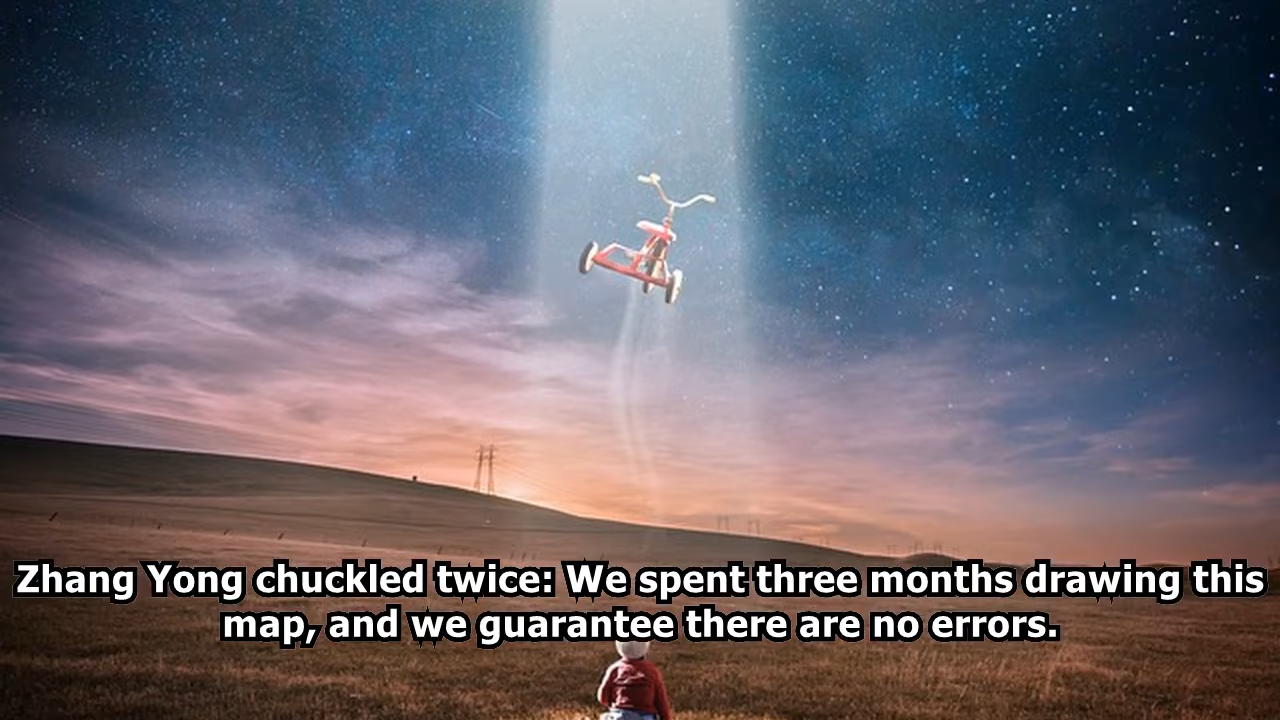 Zhang Yong chuckled twice: We spent three months drawing this
map, and we guarantee there are no errors.